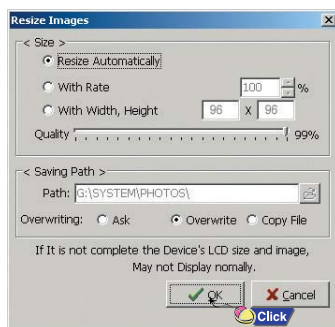 Resize Images
< Size >
Resize Automatically
With Rate 100 %
With Width, Height 96 X 96
Quality 99%
< Saving Path >
Path: G:\SYSTEM\PHOTOS\
Overwriting: Ask Overwrite Copy File
If It is not complete the Device's LCD size and image,
May not Display nomally.
OK Cancel
Click